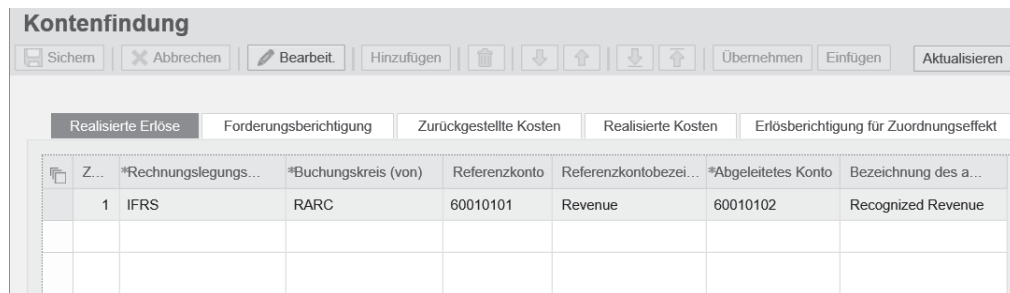 Kontenfindung
Sichern Abbrechen Bearbeit. Hinzufügen Übernehmen Einfügen Aktualisieren
Realisierte Erlöse Forderungsberichtigung Zurückgestellte Kosten Realisierte Kosten Erlösberichtigung für Zuordnungseffekt
Z... *Rechnungslegungs... *Buchungskreis (von) Referenzkonto Referenzkontobezei... *Abgeleitetes Konto Bezeichnung des a...
1 IFRS RARC 60010101 Revenue 60010102 Recognized Revenue